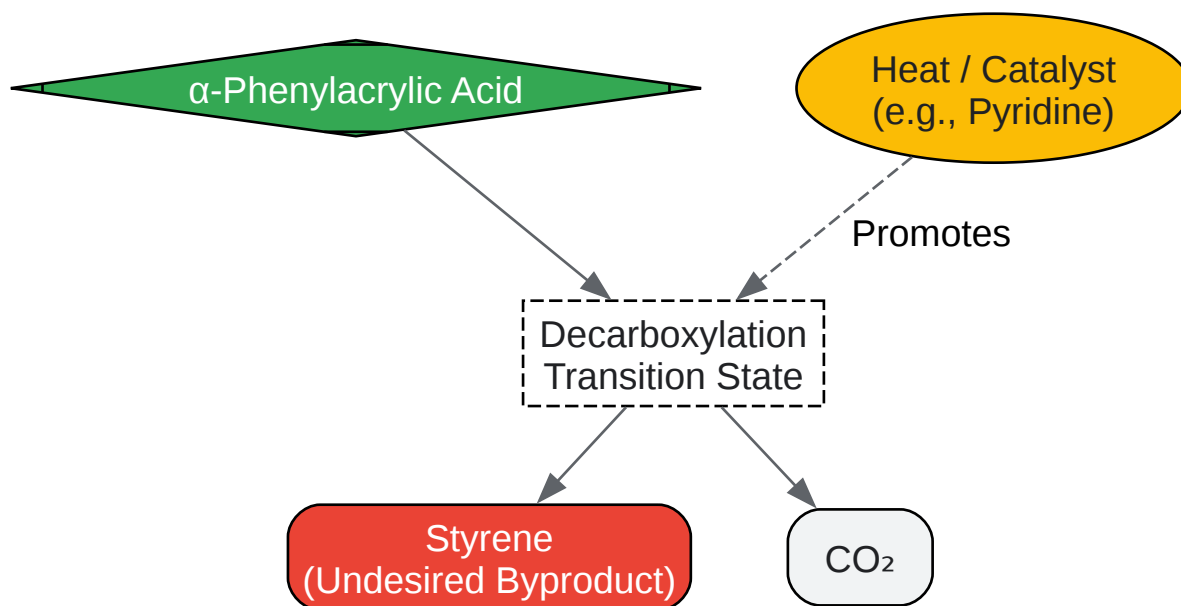 α-Phenylacrylic Acid
Heat / Catalyst
(e.g., Pyridine)
Promotes
Decarboxylation
Transition State
Styrene
(Undesired Byproduct)
CO₂